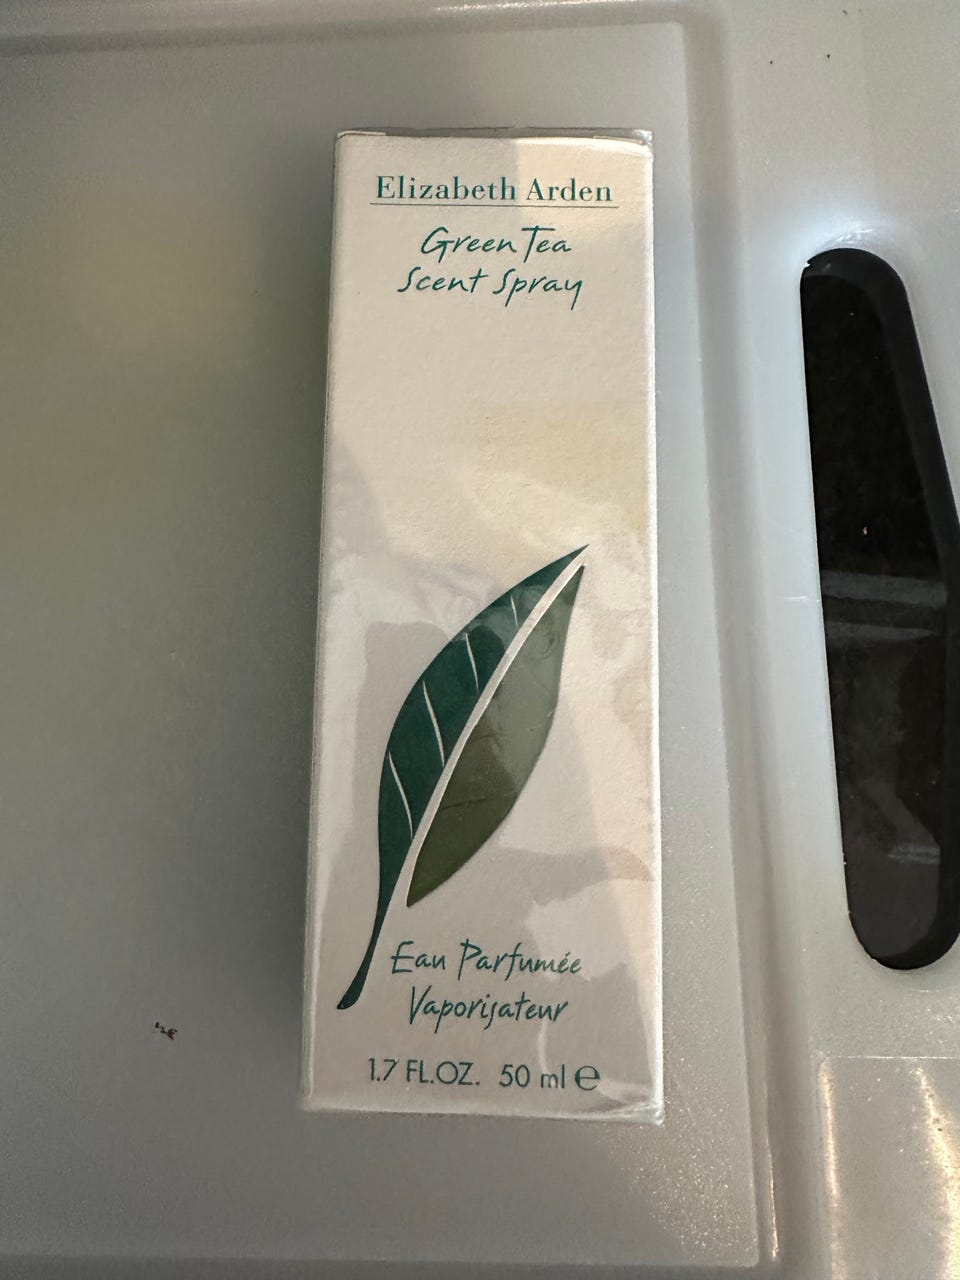 Elizabeth Arden
Green Tea
Scent Spray
Eau Parfumée
Vaporisateur
1.7 FL.OZ. 50 ml ℮